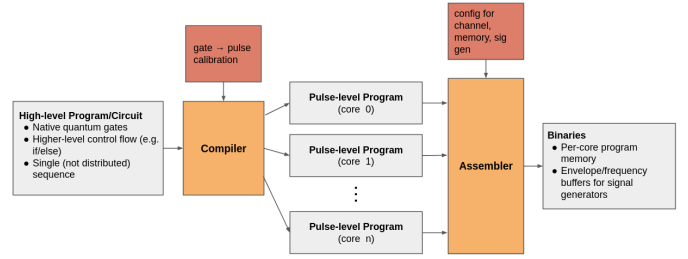 config for
channel,
memory, sig
gen
gate → pulse
calibration
High-level Program/Circuit
● Native quantum gates
● Higher-level control flow (e.g.
if/else)
● Single (not distributed)
sequence
Compiler
Pulse-level Program
(core 0)
Pulse-level Program
(core 1)
⋮
Pulse-level Program
(core n)
Assembler
Binaries
● Per-core program
memory
● Envelope/frequency
buffers for signal
generators